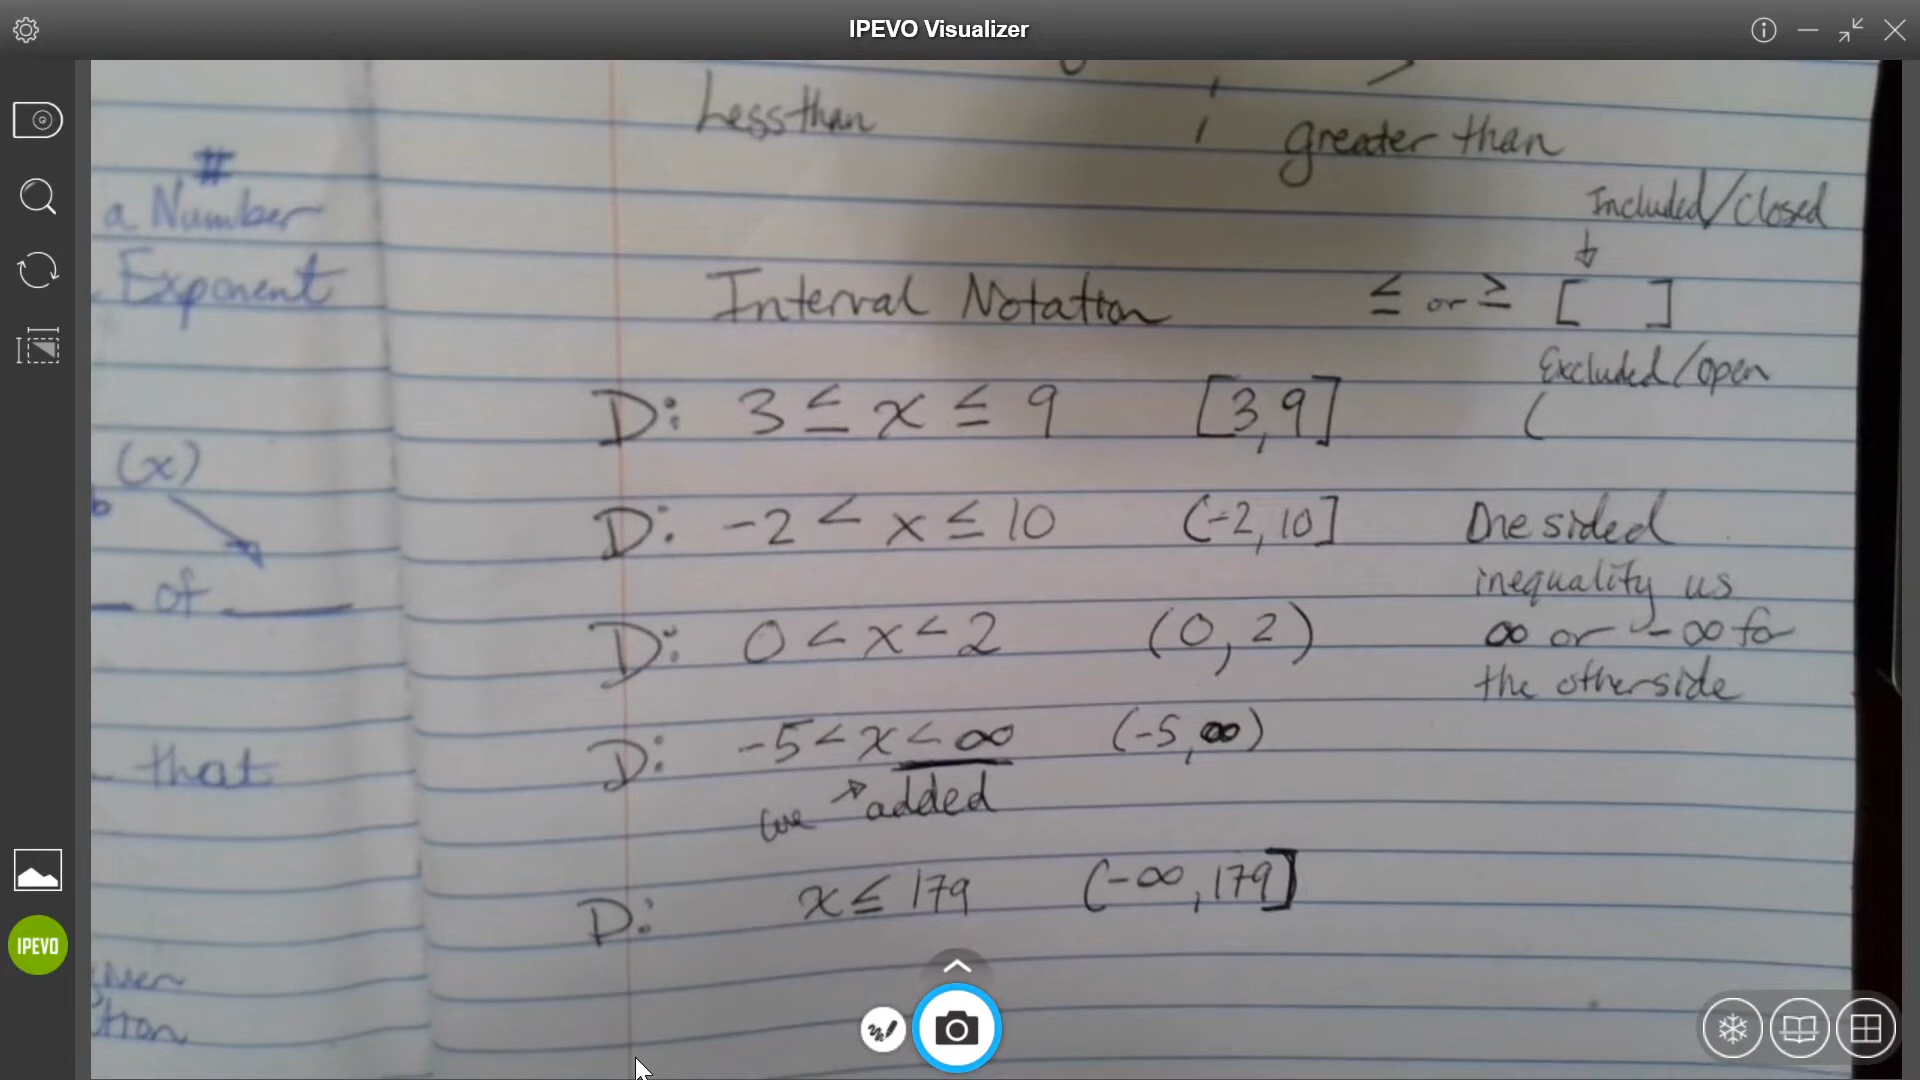 IPEVO Visualizer
>
Less than
greater than
#
a Number
Included/Closed
Exponent
Interval Notation ≤ or ≥ [ ]
Excluded/open
D: 3 ≤ x ≤ 9 [3,9] (
(x)
D: -2 < x ≤ 10 (-2,10] One sided
inequality us
of
D: 0 < x < 2 (0, 2) ∞ or -∞ for
the otherside
D: -5 < x < ∞ (-5, ∞)
that
we added
D: x ≤ 179 (-∞, 179]
IPEVO